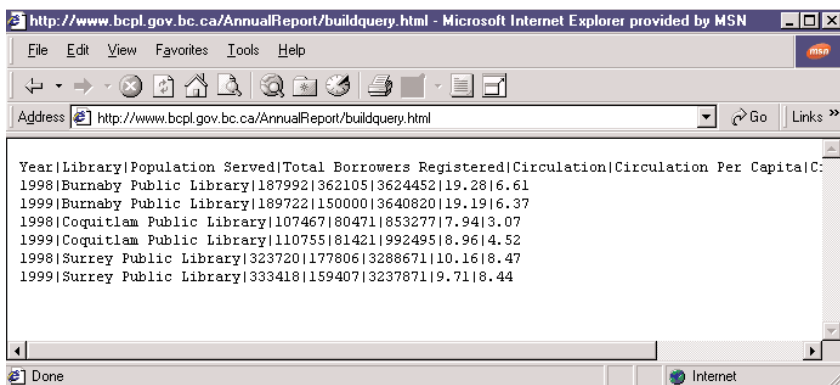 http://www.bcpl.gov.bc.ca/AnnualReport/buildquery.html - Microsoft Internet Explorer provided by MSN
File Edit View Favorites Tools Help
msn
Address http://www.bcpl.gov.bc.ca/AnnualReport/buildquery.html Go Links »
Year|Library|Population Served|Total Borrowers Registered|Circulation|Circulation Per Capita|C
1998|Burnaby Public Library|187992|362105|3624452|19.28|6.61
1999|Burnaby Public Library|189722|150000|3640820|19.19|6.37
1998|Coquitlam Public Library|107467|80471|853277|7.94|3.07
1999|Coquitlam Public Library|110755|81421|992495|8.96|4.52
1998|Surrey Public Library|323720|177806|3288671|10.16|8.47
1999|Surrey Public Library|333418|159407|3237871|9.71|8.44
Done Internet